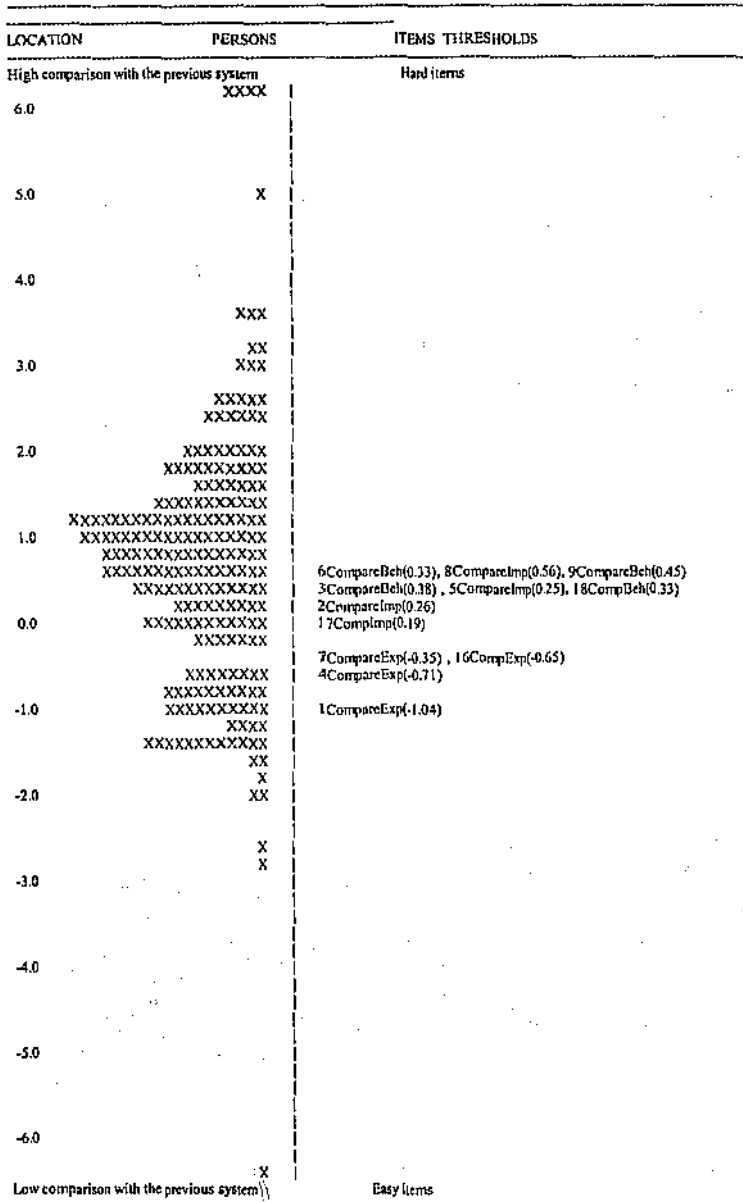 LOCATION PERSONS ITEMS THRESHOLDS
High comparison with the previous system Hard items
XXXX
6.0
5.0 X
4.0
XXX
XX
3.0 XXX
XXXXX
XXXXXX
2.0 XXXXXXXX
XXXXXXXXXX
XXXXXXX
XXXXXXXXXXX
XXXXXXXXXXXXXXXXXXX
1.0 XXXXXXXXXXXXXXXXXX
XXXXXXXXXXXXXXXX
XXXXXXXXXXXXXXXX 6CompareBeh(0.33), 8CompareImp(0.56), 9CompareBeh(0.45)
XXXXXXXXXXXXX 3CompareBeh(0.38) , 5CompareImp(0.25), 18CompBeh(0.33)
XXXXXXXXX 2CompareImp(0.26)
0.0 XXXXXXXXXXXX 17CompImp(0.19)
XXXXXXX
7CompareExp(-0.35) , 16CompExp(-0.65)
XXXXXXXX 4CompareExp(-0.71)
XXXXXXXXXX
-1.0 XXXXXXXXXX 1CompareExp(-1.04)
XXXX
XXXXXXXXXXXX
XX
X
-2.0 XX
X
X
-3.0
-4.0
-5.0
-6.0
X
Low comparison with the previous system\\ Easy items